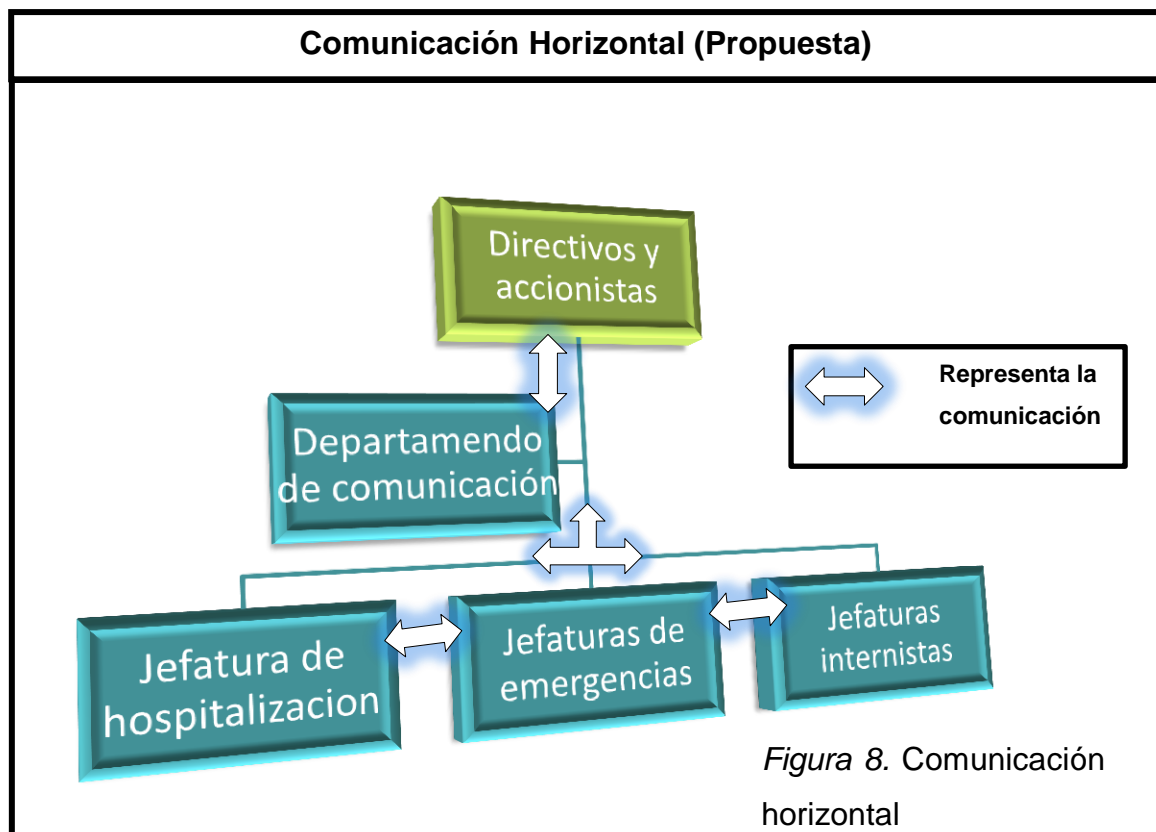 Comunicación Horizontal (Propuesta)
Directivos y
accionistas
Representa la
comunicación
Departamendo
de comunicación
Jefatura de
hospitalizacion
Jefaturas de
emergencias
Jefaturas
internistas
Figura 8. Comunicación
horizontal